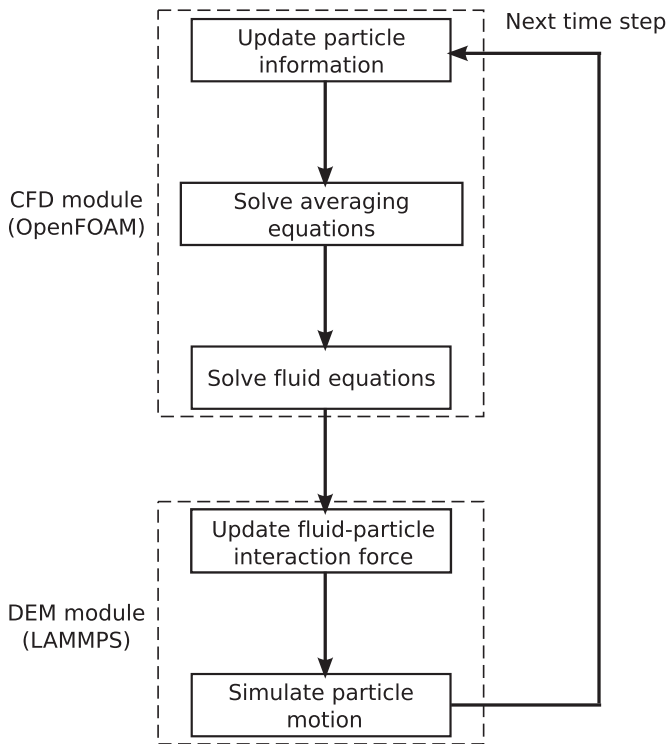 Next time step
Update particle
information
CFD module
(OpenFOAM)
Solve averaging
equations
Solve fluid equations
Update fluid-particle
interaction force
DEM module
(LAMMPS)
Simulate particle
motion